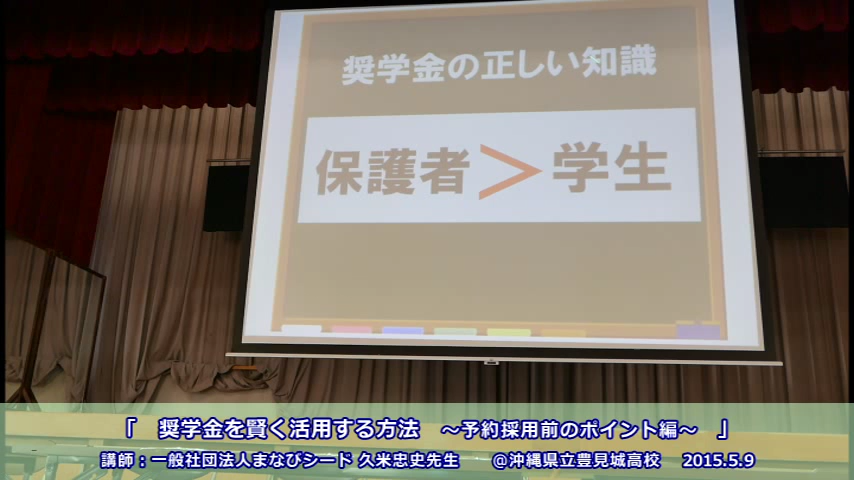 奨学金の正しい知識
保護者＞学生
「　奨学金を賢く活用する方法　～予約採用前のポイント編～　」
講師：一般社団法人まなびシード 久米忠史先生　　@沖縄県立豊見城高校　2015.5.9